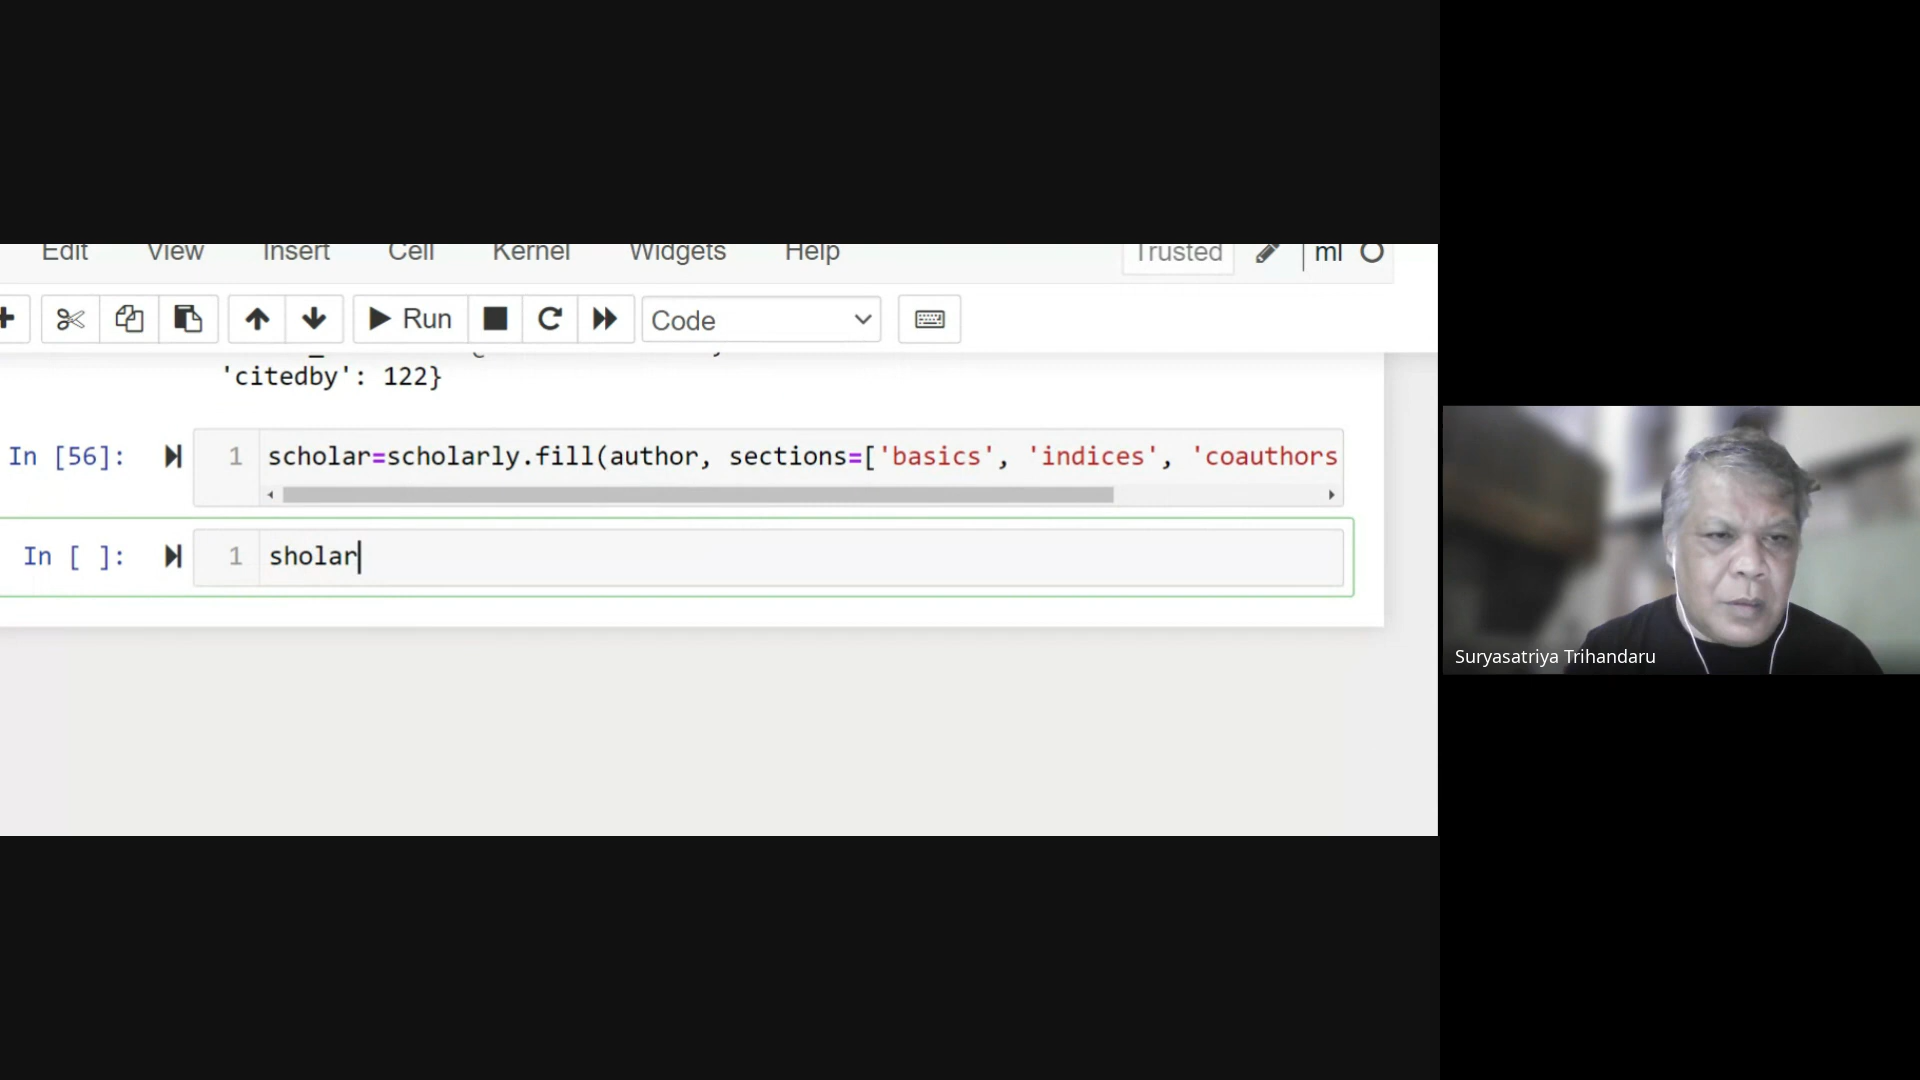 Edit View Insert Cell Kernel Widgets Help Trusted ml
Run Code
'citedby': 122}
In [56]: 1 scholar=scholarly.fill(author, sections=['basics', 'indices', 'coauthors
In [ ]: 1 sholar
Suryasatriya Trihandaru